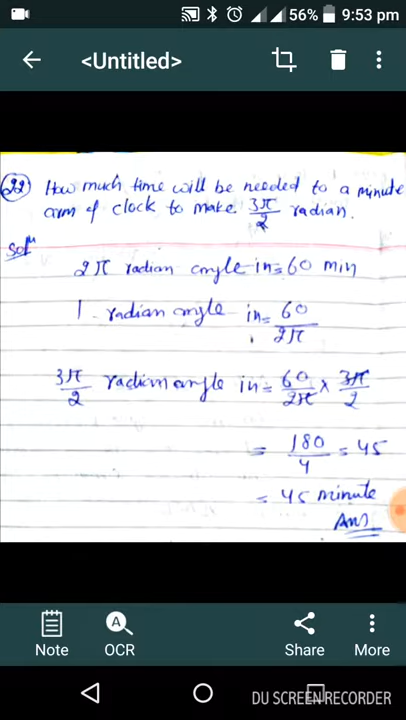 56% 9:53 pm
<Untitled>
22 How much time will be needed to a minute
arm of clock to make 3π/2 radian.
Solⁿ
2π radian angle in = 60 min
1 radian angle in = 60/2π
3π/2 radian angle in = 60/2π × 3π/2
= 180/4 = 45
= 45 minute
Ans
A
Note OCR Share More
DU SCREEN RECORDER